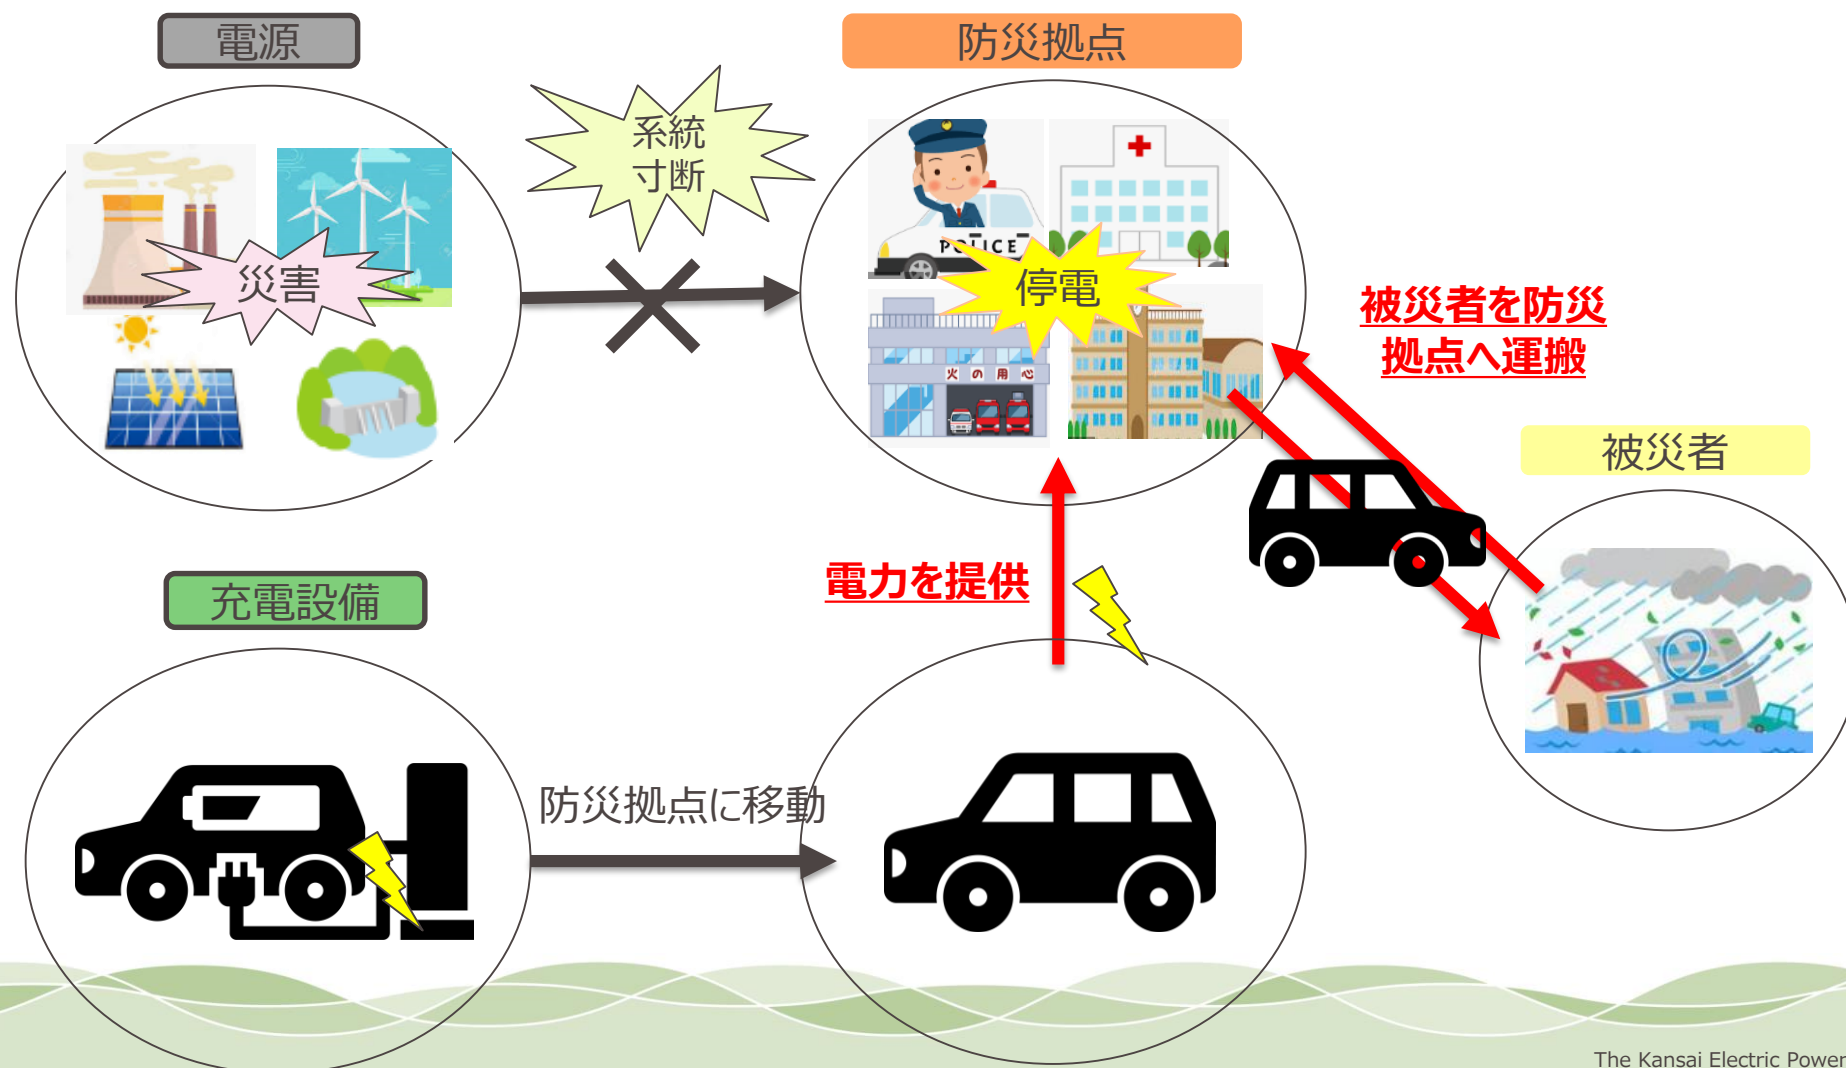 電源
防災拠点
系統
寸断
災害
POLICE
停電
火の用心
被災者を防災
拠点へ運搬
被災者
電力を提供
充電設備
防災拠点に移動
The Kansai Electric Power